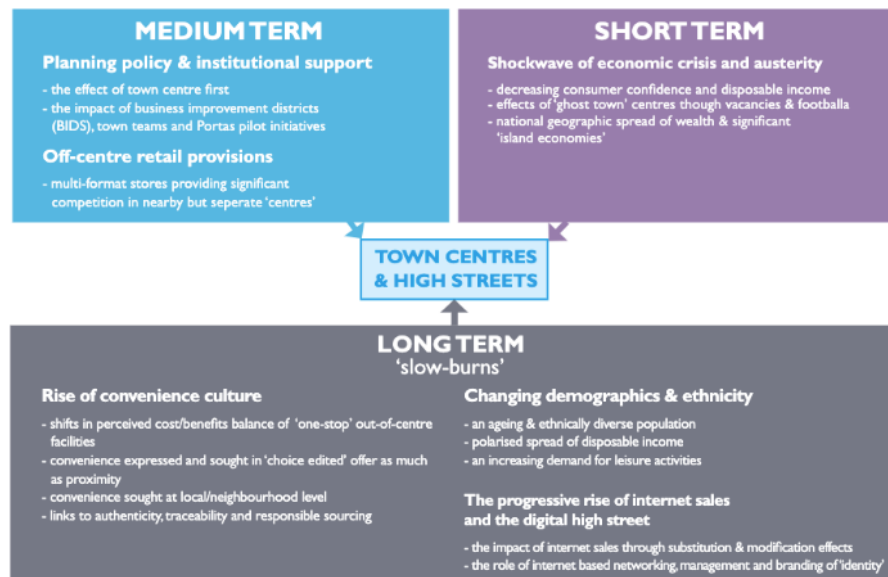 MEDIUM TERM
Planning policy & institutional support
- the effect of town centre first
- the impact of business improvement districts
(BIDS), town teams and Portas pilot initiatives
Off-centre retail provisions
- multi-format stores providing significant
competition in nearby but seperate ‘centres’
SHORT TERM
Shockwave of economic crisis and austerity
- decreasing consumer confidence and disposable income
- effects of ‘ghost town’ centres though vacancies & footballa
- national geographic spread of wealth & significant
‘island economies’
TOWN CENTRES
& HIGH STREETS
LONG TERM
‘slow-burns’
Rise of convenience culture
- shifts in perceived cost/benefits balance of ‘one-stop’ out-of-centre
facilities
- convenience expressed and sought in ‘choice edited’ offer as much
as proximity
- convenience sought at local/neighbourhood level
- links to authenticity, traceability and responsible sourcing
Changing demographics & ethnicity
- an ageing & ethnically diverse population
- polarised spread of disposable income
- an increasing demand for leisure activities
The progressive rise of internet sales
and the digital high street
- the impact of internet sales through substitution & modification effects
- the role of internet based networking, management and branding of ‘identity’